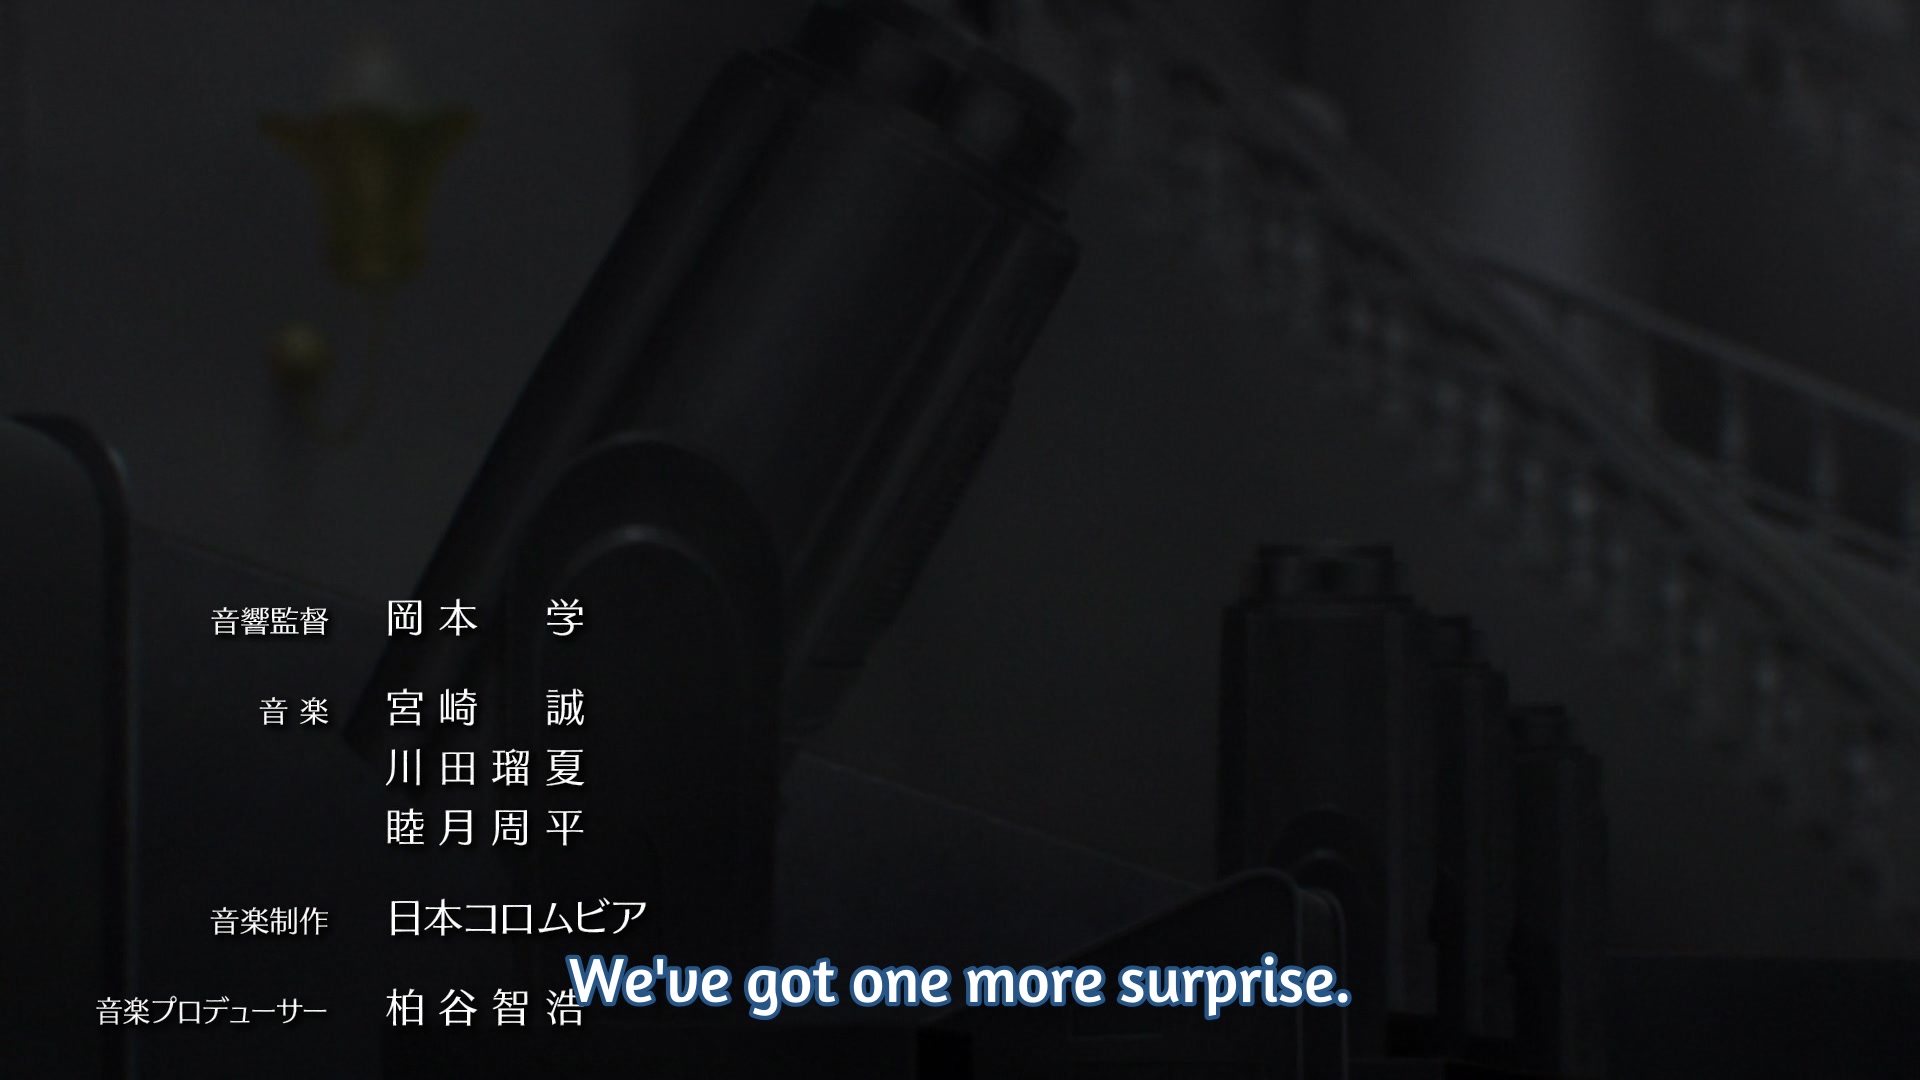 音響監督 岡本 学
音楽 宮崎 誠
川田瑠夏
睦月周平
音楽制作 日本コロムビア
音楽プロデューサー 柏谷智浩
We've got one more surprise.